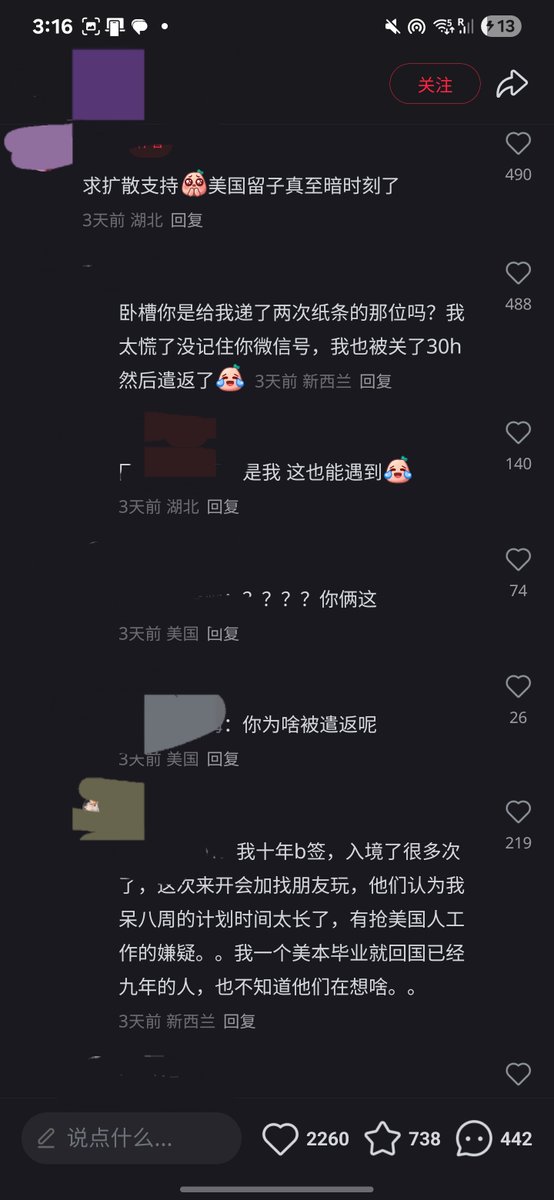 3:16
13
关注
求扩散支持美国留子真至暗时刻了
490
3天前 湖北 回复
卧槽你是给我递了两次纸条的那位吗？我
太慌了没记住你微信号，我也被关了30h
然后遣返了 3天前 新西兰 回复
488
是我 这也能遇到
140
3天前 湖北 回复
？？？？你俩这
74
3天前 美国 回复
：你为啥被遣返呢
26
3天前 美国 回复
我十年b签，入境了很多次
219
了，这次来开会加找朋友玩，他们认为我
呆八周的计划时间太长了，有抢美国人工
作的嫌疑。。我一个美本毕业就回国已经
九年的人，也不知道他们在想啥。。
3天前 新西兰 回复
说点什么...
2260
738
442